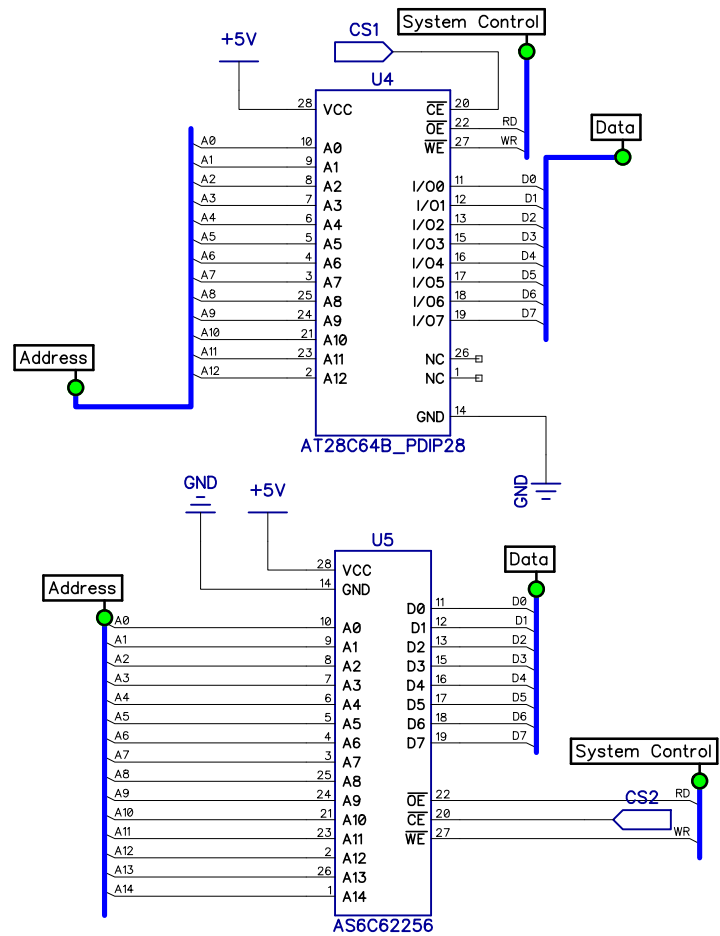 System Control
CS1
+5V
U4
28 VCC CE 20
OE 22 RD
WE 27 WR
Data
A0 10 A0
A1 9 A1
A2 8 A2 I/O0 11 D0
A3 7 A3 I/O1 12 D1
A4 6 A4 I/O2 13 D2
A5 5 A5 I/O3 15 D3
A6 4 A6 I/O4 16 D4
A7 3 A7 I/O5 17 D5
A8 25 A8 I/O6 18 D6
A9 24 A9 I/O7 19 D7
A10 21 A10
A11 23 A11 NC 26
A12 2 A12 NC 1
Address
GND 14
AT28C64B_PDIP28
GND
GND
+5V
U5
Data
28 VCC
14 GND
Address
D0 11 D0
A0 10 A0 D1 12 D1
A1 9 A1 D2 13 D2
A2 8 A2 D3 15 D3
A3 7 A3 D4 16 D4
A4 6 A4 D5 17 D5
A5 5 A5 D6 18 D6
A6 4 A6 D7 19 D7
A7 3 A7
System Control
A8 25 A8
A9 24 A9 OE 22 RD
CS2
A10 21 A10 CE 20
A11 23 A11 WE 27 WR
A12 2 A12
A13 26 A13
A14 1 A14
AS6C62256